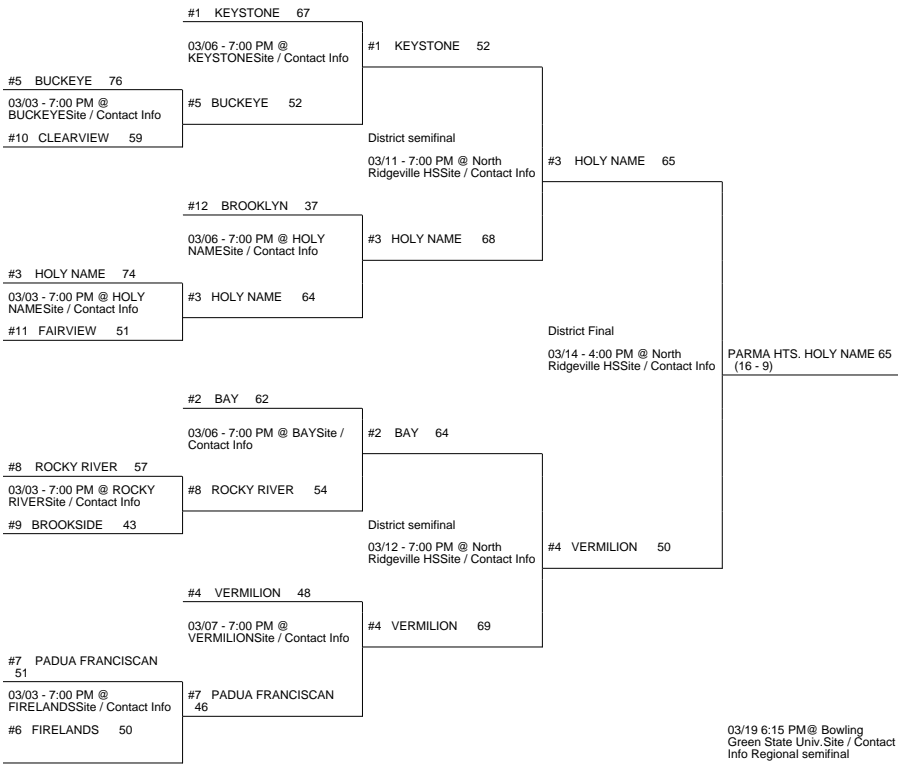 #1 KEYSTONE 67
03/06 - 7:00 PM @
KEYSTONESite / Contact Info
#1 KEYSTONE 52
#5 BUCKEYE 76
03/03 - 7:00 PM @
BUCKEYESite / Contact Info
#5 BUCKEYE 52
#10 CLEARVIEW 59
District semifinal
03/11 - 7:00 PM @ North
Ridgeville HSSite / Contact Info
#3 HOLY NAME 65
#12 BROOKLYN 37
03/06 - 7:00 PM @ HOLY
NAMESite / Contact Info
#3 HOLY NAME 68
#3 HOLY NAME 74
03/03 - 7:00 PM @ HOLY
NAMESite / Contact Info
#3 HOLY NAME 64
#11 FAIRVIEW 51
District Final
03/14 - 4:00 PM @ North
Ridgeville HSSite / Contact Info
PARMA HTS. HOLY NAME 65
(16 - 9)
#2 BAY 62
03/06 - 7:00 PM @ BAYSite /
Contact Info
#2 BAY 64
#8 ROCKY RIVER 57
03/03 - 7:00 PM @ ROCKY
RIVERSite / Contact Info
#8 ROCKY RIVER 54
#9 BROOKSIDE 43
District semifinal
03/12 - 7:00 PM @ North
Ridgeville HSSite / Contact Info
#4 VERMILION 50
#4 VERMILION 48
03/07 - 7:00 PM @
VERMILIONSite / Contact Info
#4 VERMILION 69
#7 PADUA FRANCISCAN
51
03/03 - 7:00 PM @
FIRELANDSSite / Contact Info
#7 PADUA FRANCISCAN
46
#6 FIRELANDS 50
03/19 6:15 PM@ Bowling
Green State Univ.Site / Contact
Info Regional semifinal